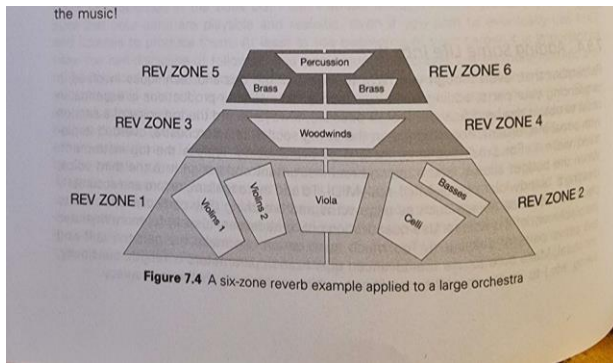 the music!
Percussion
REV ZONE 5
REV ZONE 6
Brass
Brass
REV ZONE 3
REV ZONE 4
Woodwinds
REV ZONE 1
REV ZONE 2
Violins 1
Violins 2
Viola
Celli
Basses
Figure 7.4 A six-zone reverb example applied to a large orchestra